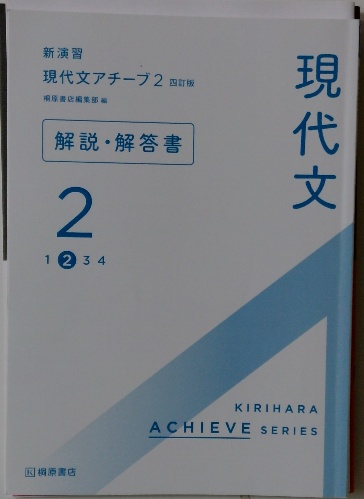 新演習
現代文アチーブ2 四訂版
桐原書店編集部 編
解説・解答書
2
1 2 3 4
現代文
KIRIHARA
ACHIEVE SERIES
K 桐原書店